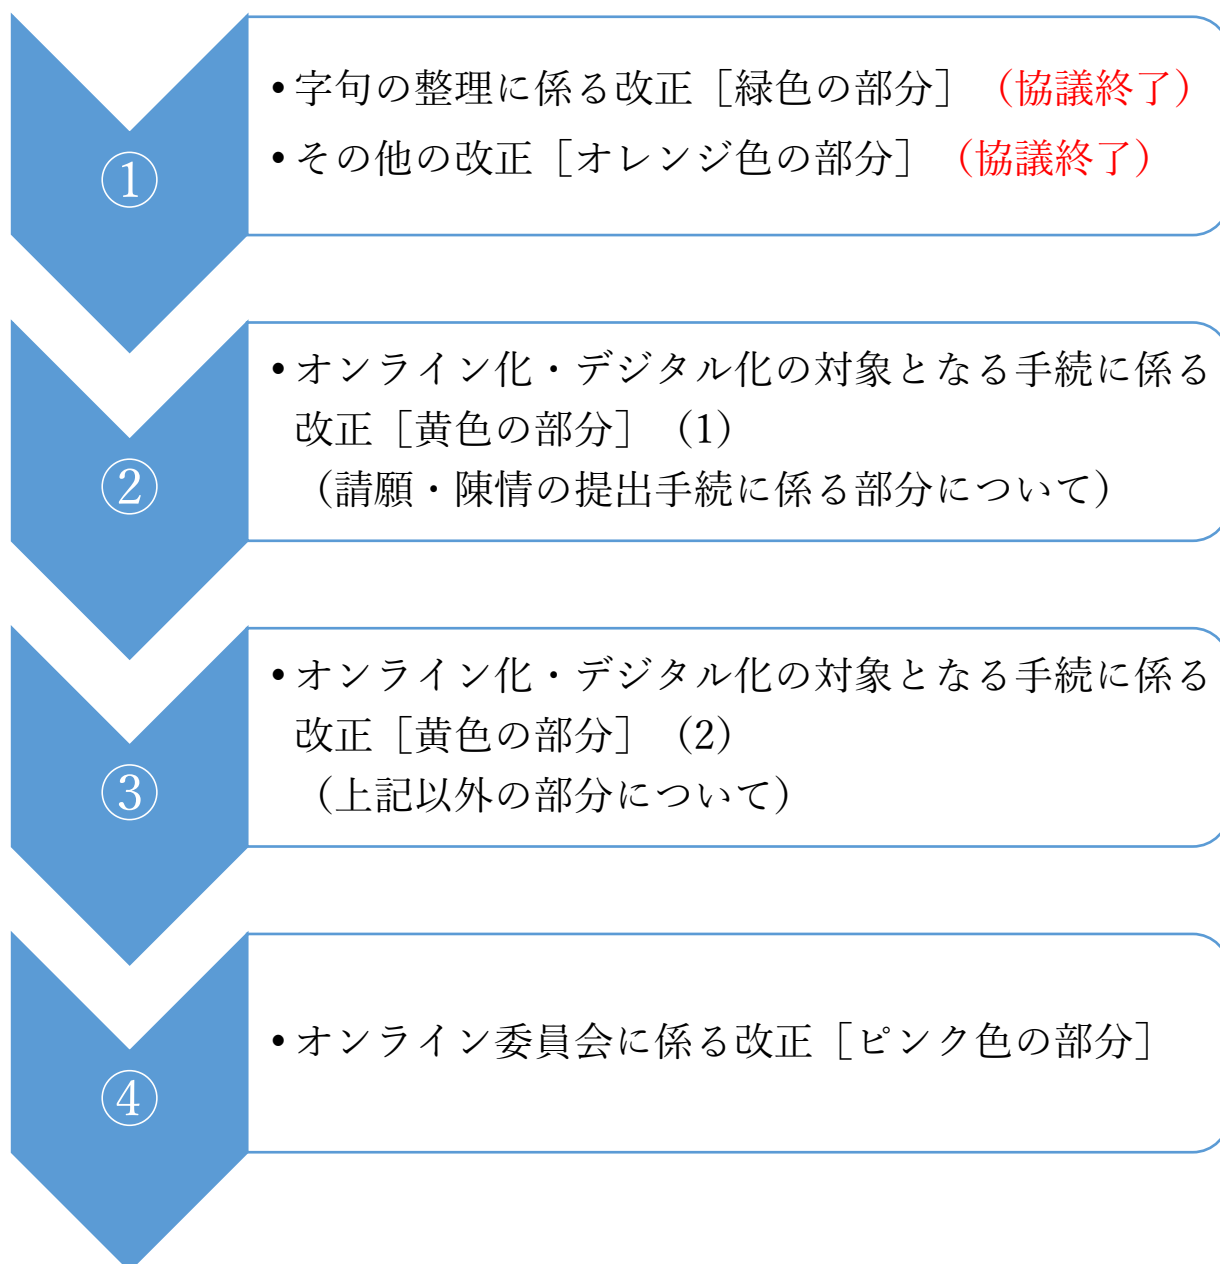 ①
•字句の整理に係る改正［緑色の部分］（協議終了）
•その他の改正［オレンジ色の部分］（協議終了）
②
•オンライン化・デジタル化の対象となる手続に係る
改正［黄色の部分］（1）
（請願・陳情の提出手続に係る部分について）
③
•オンライン化・デジタル化の対象となる手続に係る
改正［黄色の部分］（2）
（上記以外の部分について）
④
•オンライン委員会に係る改正［ピンク色の部分］